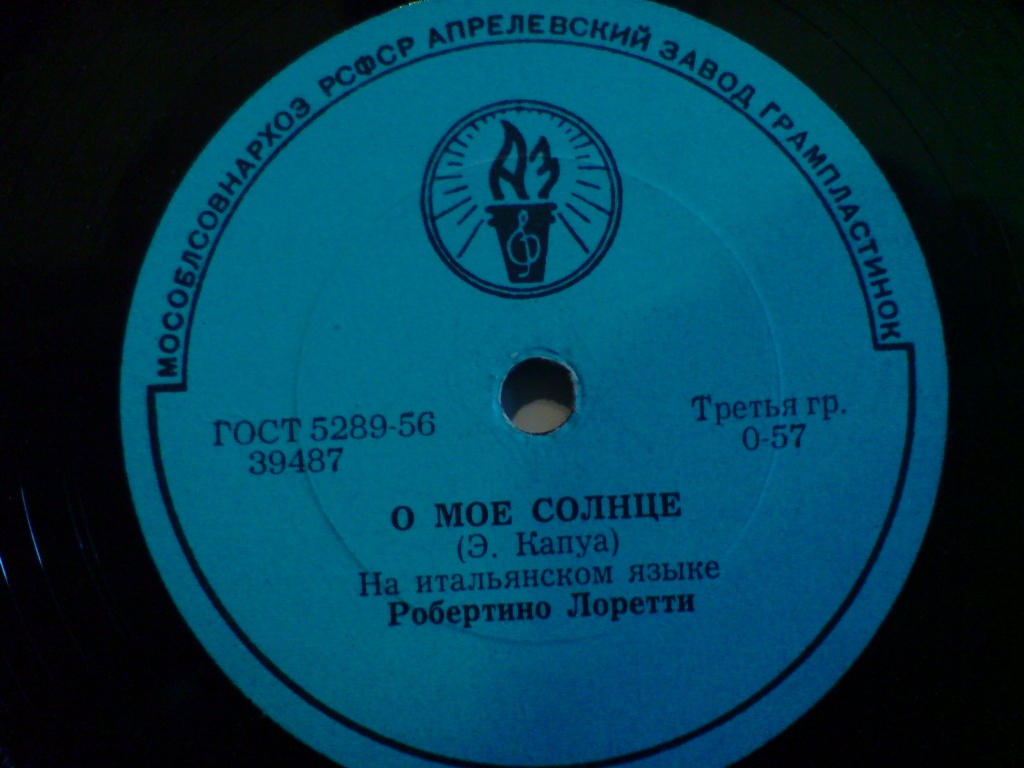 МОСОБЛСОВНАРХОЗ РСФСР АПРЕЛЕВСКИЙ ЗАВОД ГРАМПЛАСТИНОК
АЗ
ГОСТ 5289-56
39487
Третья гр.
0-57
О МОЕ СОЛНЦЕ
(Э. Капуа)
На итальянском языке
Робертино Лоретти